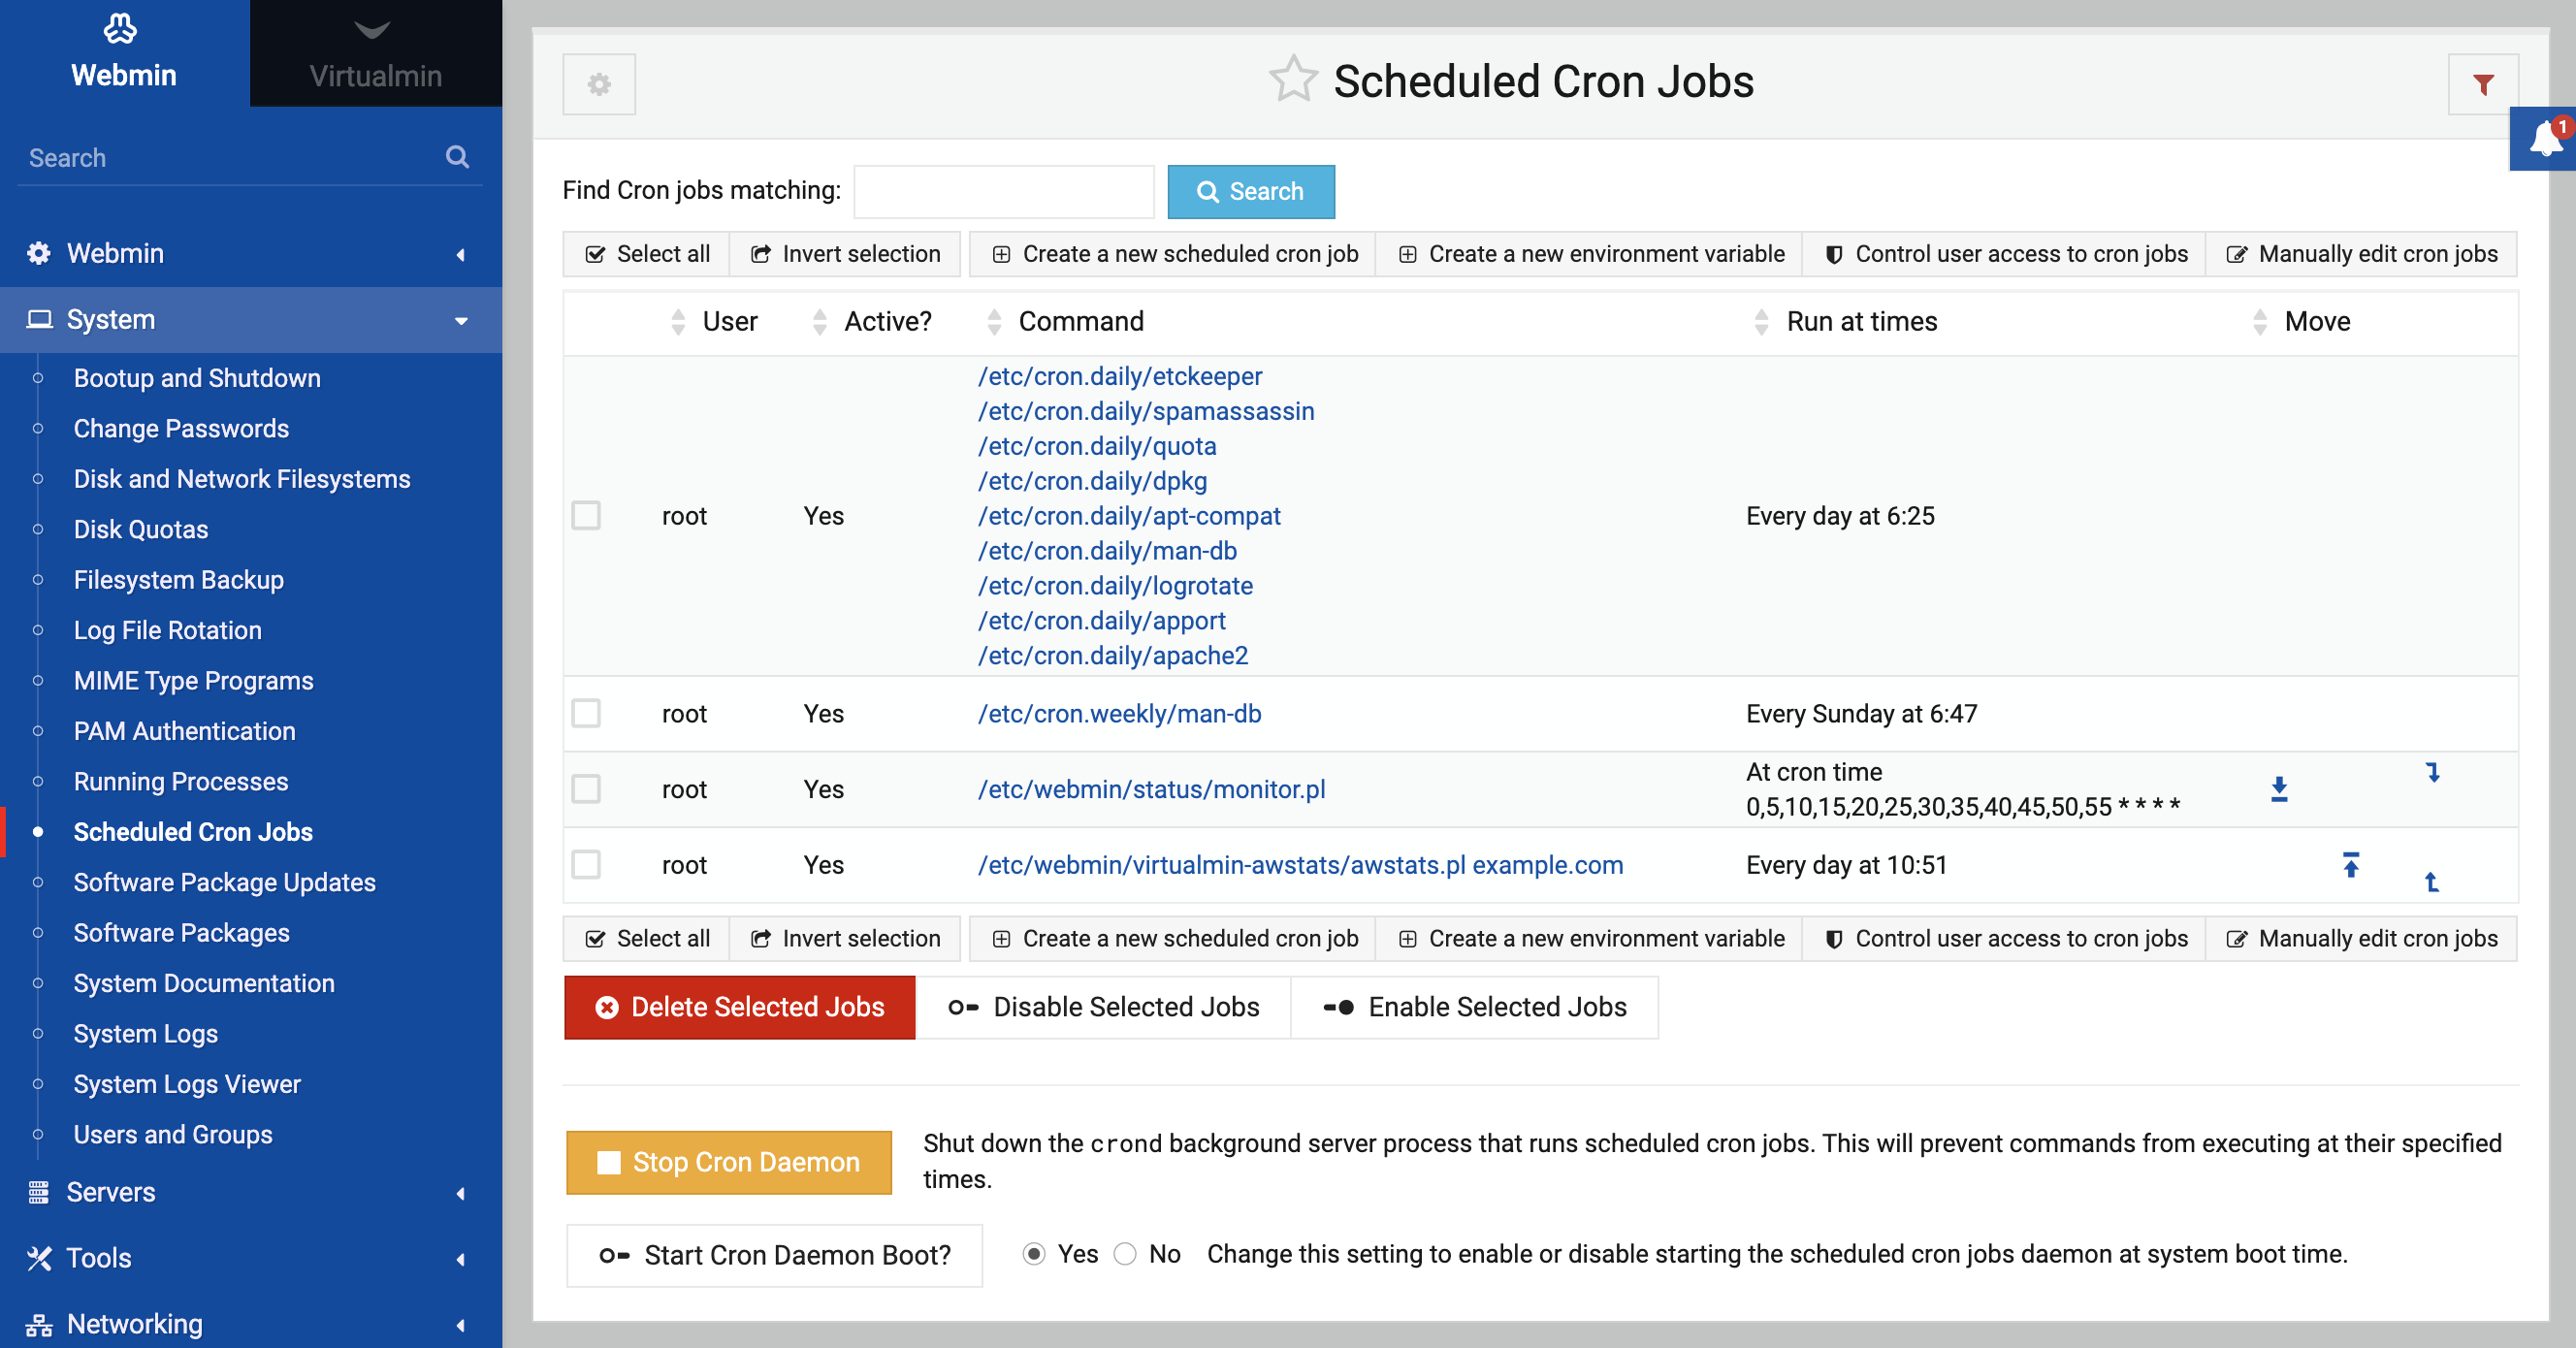 Webmin
Virtualmin
Search
Webmin
System
Bootup and Shutdown
Change Passwords
Disk and Network Filesystems
Disk Quotas
Filesystem Backup
Log File Rotation
MIME Type Programs
PAM Authentication
Running Processes
Scheduled Cron Jobs
Software Package Updates
Software Packages
System Documentation
System Logs
System Logs Viewer
Users and Groups
Servers
Tools
Networking
Scheduled Cron Jobs
1
Find Cron jobs matching: Search
Select all Invert selection Create a new scheduled cron job Create a new environment variable Control user access to cron jobs Manually edit cron jobs
User Active? Command Run at times Move
/etc/cron.daily/etckeeper
/etc/cron.daily/spamassassin
/etc/cron.daily/quota
/etc/cron.daily/dpkg
root Yes /etc/cron.daily/apt-compat Every day at 6:25
/etc/cron.daily/man-db
/etc/cron.daily/logrotate
/etc/cron.daily/apport
/etc/cron.daily/apache2
root Yes /etc/cron.weekly/man-db Every Sunday at 6:47
root Yes /etc/webmin/status/monitor.pl At cron time
0,5,10,15,20,25,30,35,40,45,50,55 * * * *
root Yes /etc/webmin/virtualmin-awstats/awstats.pl example.com Every day at 10:51
Select all Invert selection Create a new scheduled cron job Create a new environment variable Control user access to cron jobs Manually edit cron jobs
Delete Selected Jobs Disable Selected Jobs Enable Selected Jobs
Stop Cron Daemon
Shut down the crond background server process that runs scheduled cron jobs. This will prevent commands from executing at their specified
times.
Start Cron Daemon Boot? Yes No Change this setting to enable or disable starting the scheduled cron jobs daemon at system boot time.